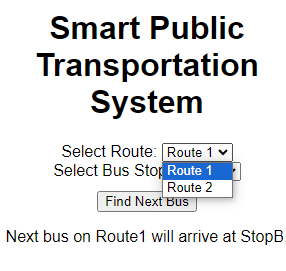 Smart Public
Transportation
System
Select Route: Route 1
Select Bus Stop
Route 1
Route 2
Find Next Bus
Next bus on Route1 will arrive at StopB